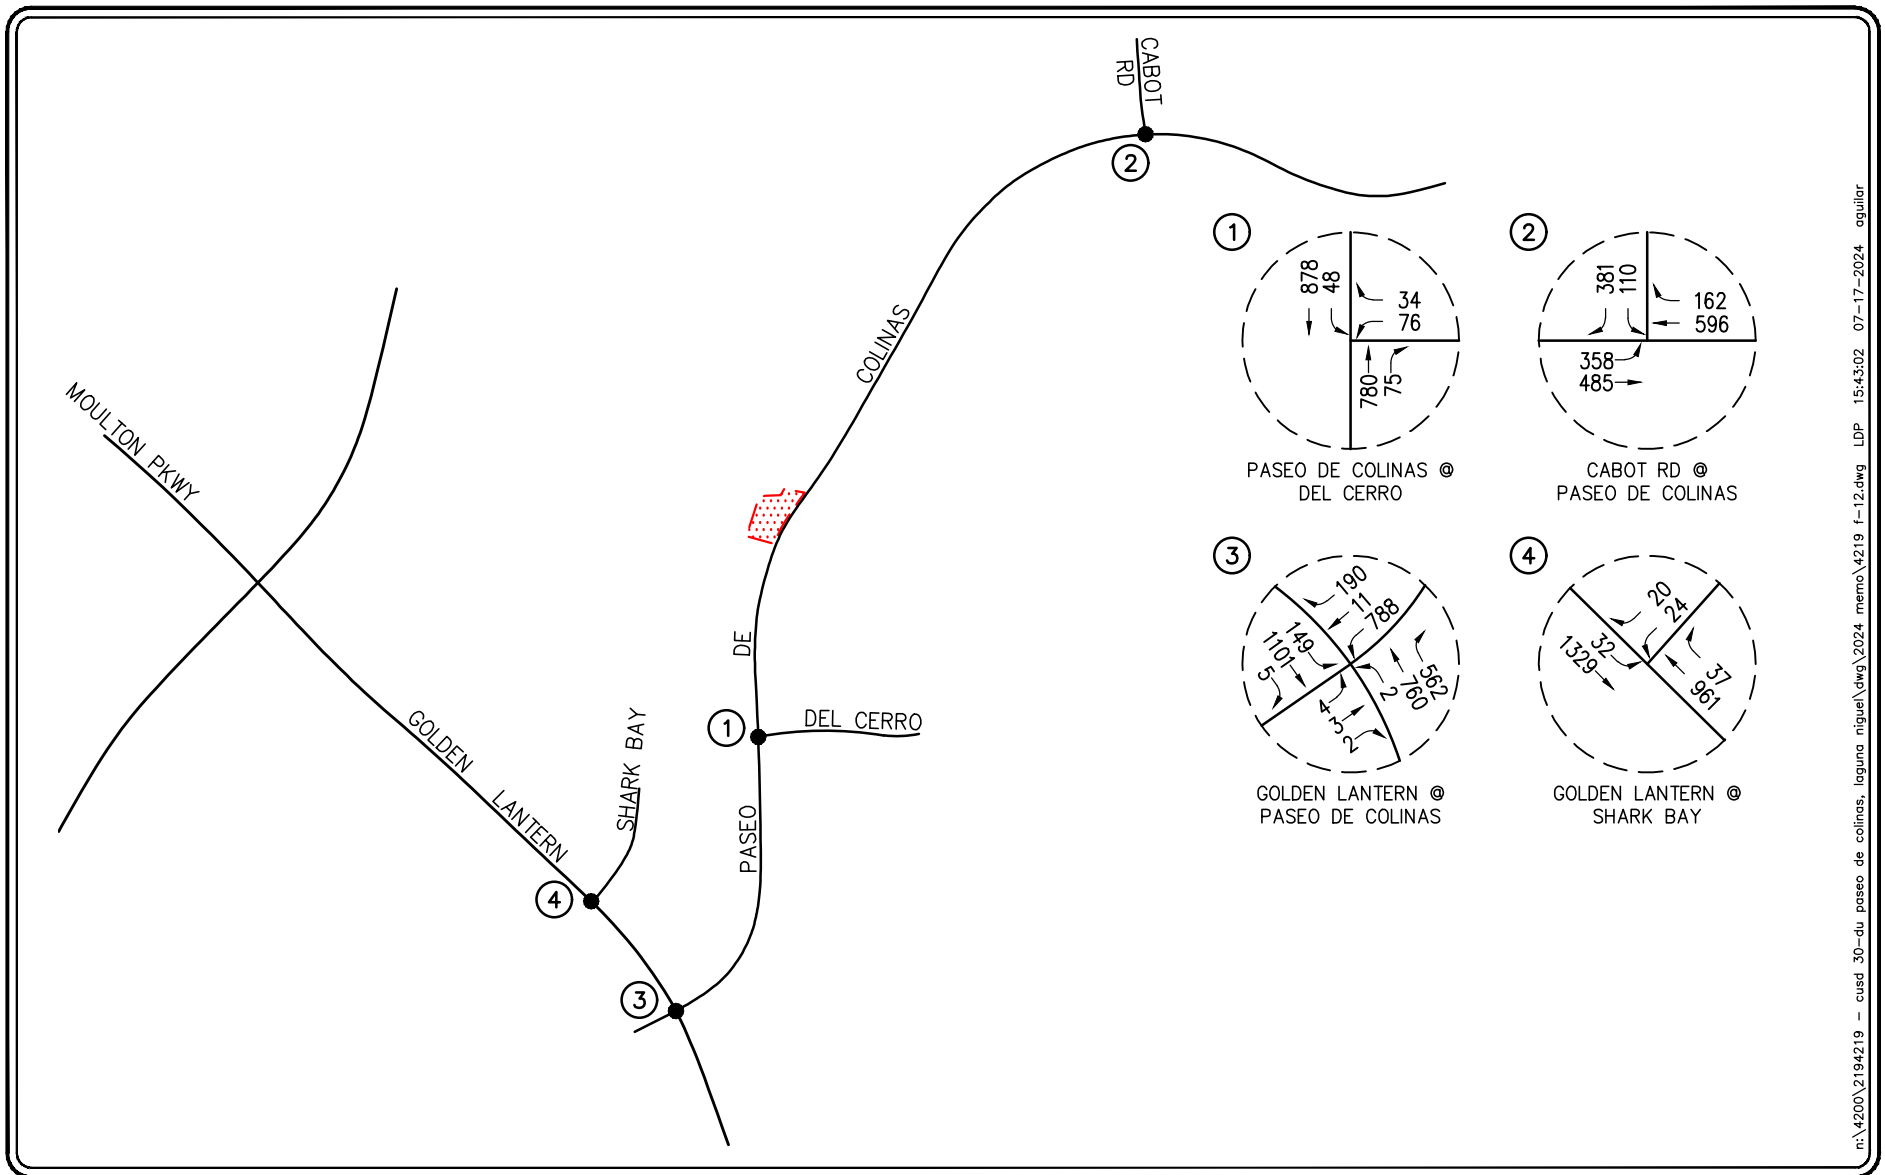 CABOT
RD
2
COLINAS
MOULTON PKWY
DE
GOLDEN
LANTERN
SHARK BAY
1
DEL CERRO
PASEO
4
3
1
878
48
34
76
780
75
PASEO DE COLINAS @
DEL CERRO
2
381
110
162
596
358
485
CABOT RD @
PASEO DE COLINAS
3
190
11
788
149
1101
5
4
3
2
2
760
562
GOLDEN LANTERN @
PASEO DE COLINAS
4
20
24
32
1329
37
961
GOLDEN LANTERN @
SHARK BAY
n:\4200\2194219 - cusd 30-du paseo de colinas, laguna niguel\dwg\2024 memo\4219 f-12.dwg LDP 15:43:02 07-17-2024 aguilar